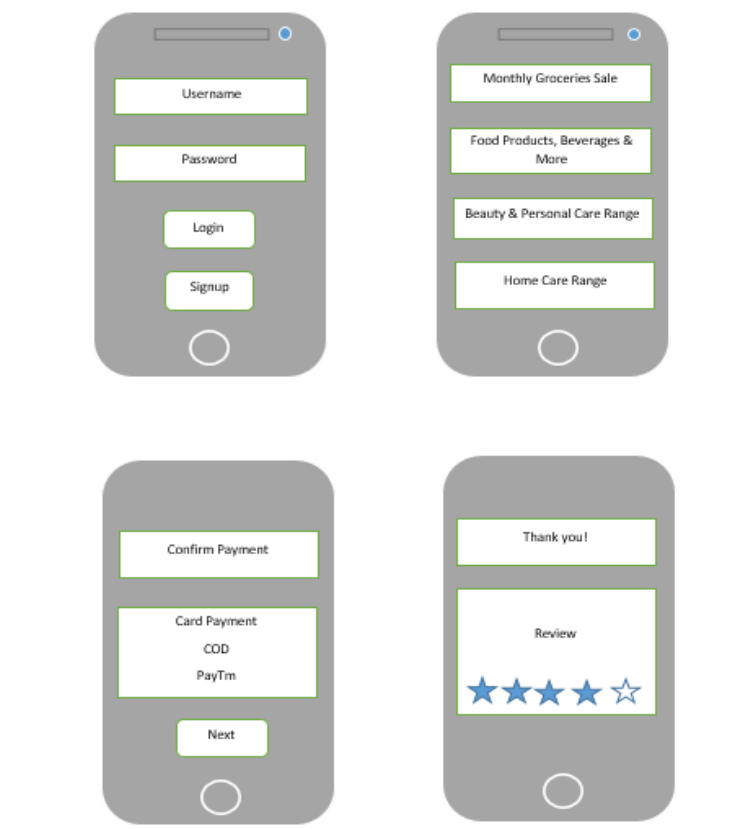 Username
Password
Login
Signup
Monthly Groceries Sale
Food Products, Beverages &
More
Beauty & Personal Care Range
Home Care Range
Confirm Payment
Card Payment
COD
PayTm
Next
Thank you!
Review